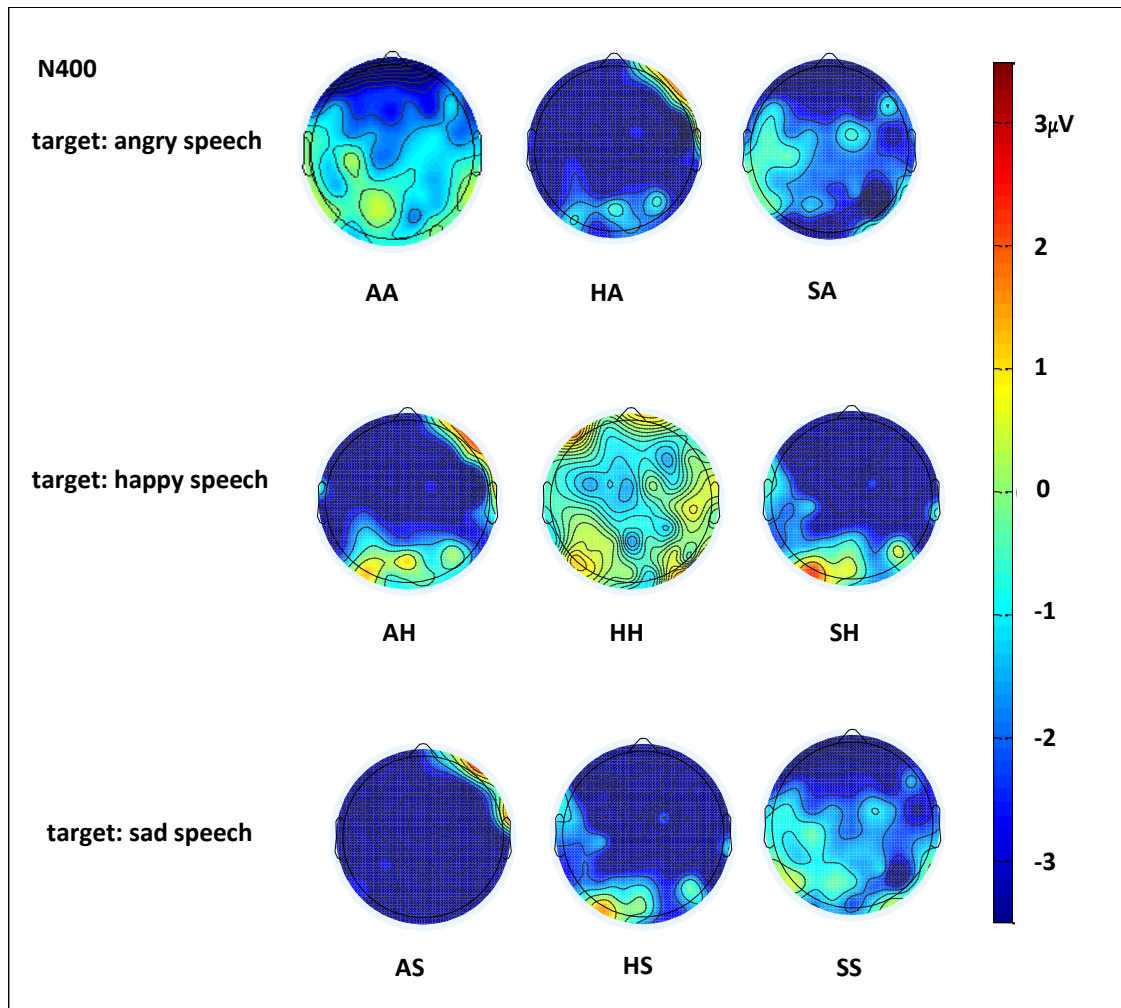 N400
target: angry speech
AA
HA
SA
target: happy speech
AH
HH
SH
target: sad speech
AS
HS
SS
3µV
2
1
0
-1
-2
-3